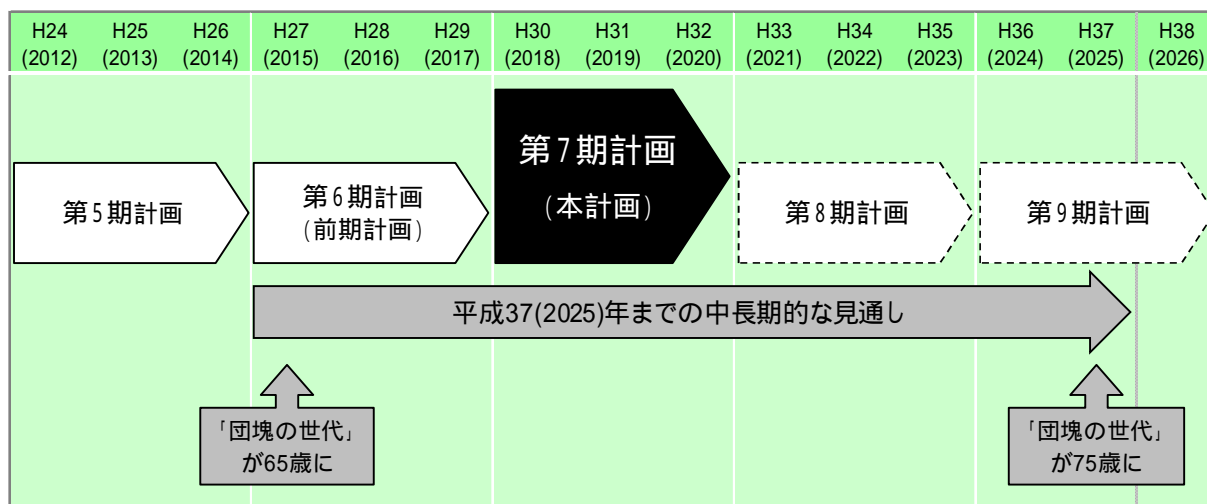 H24 H25 H26 H27 H28 H29 H30 H31 H32 H33 H34 H35 H36 H37 H38
(2012) (2013) (2014) (2015) (2016) (2017) (2018) (2019) (2020) (2021) (2022) (2023) (2024) (2025) (2026)
第5期計画
第6期計画
(前期計画)
第7期計画
(本計画)
第8期計画
第9期計画
平成37(2025)年までの中長期的な見通し
「団塊の世代」
が65歳に
「団塊の世代」
が75歳に